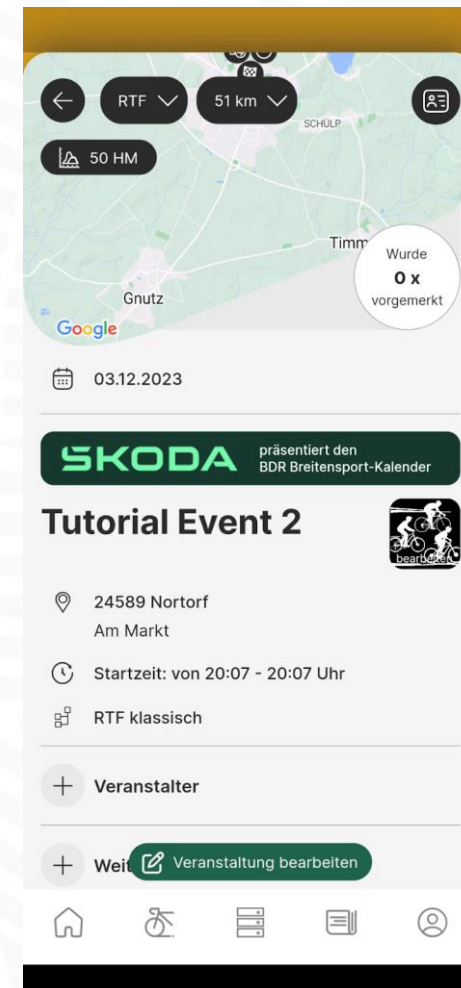 RTF
51 km
SCHÜLP
50 HM
Timm
Wurde
0 x
vorgemerkt
Gnutz
Google
03.12.2023
SKODA
präsentiert den
BDR Breitensport-Kalender
Tutorial Event 2
bearbeiten
24589 Nortorf
Am Markt
Startzeit: von 20:07 - 20:07 Uhr
RTF klassisch
Veranstalter
Weit
Veranstaltung bearbeiten